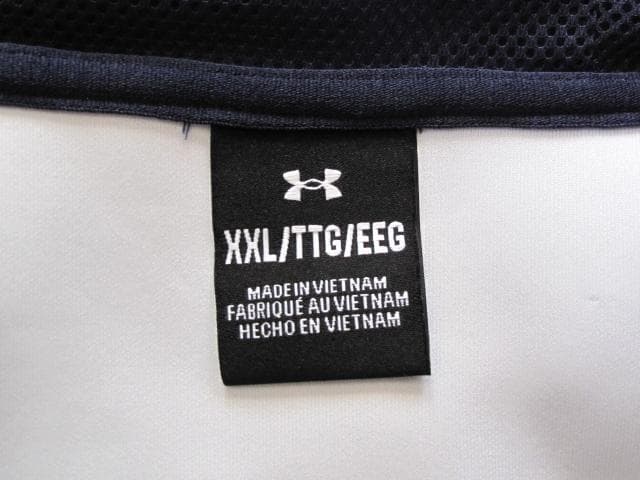 XXL/TTG/EEG
MADE IN VIETNAM
FABRIQUÉ AU VIETNAM
HECHO EN VIETNAM